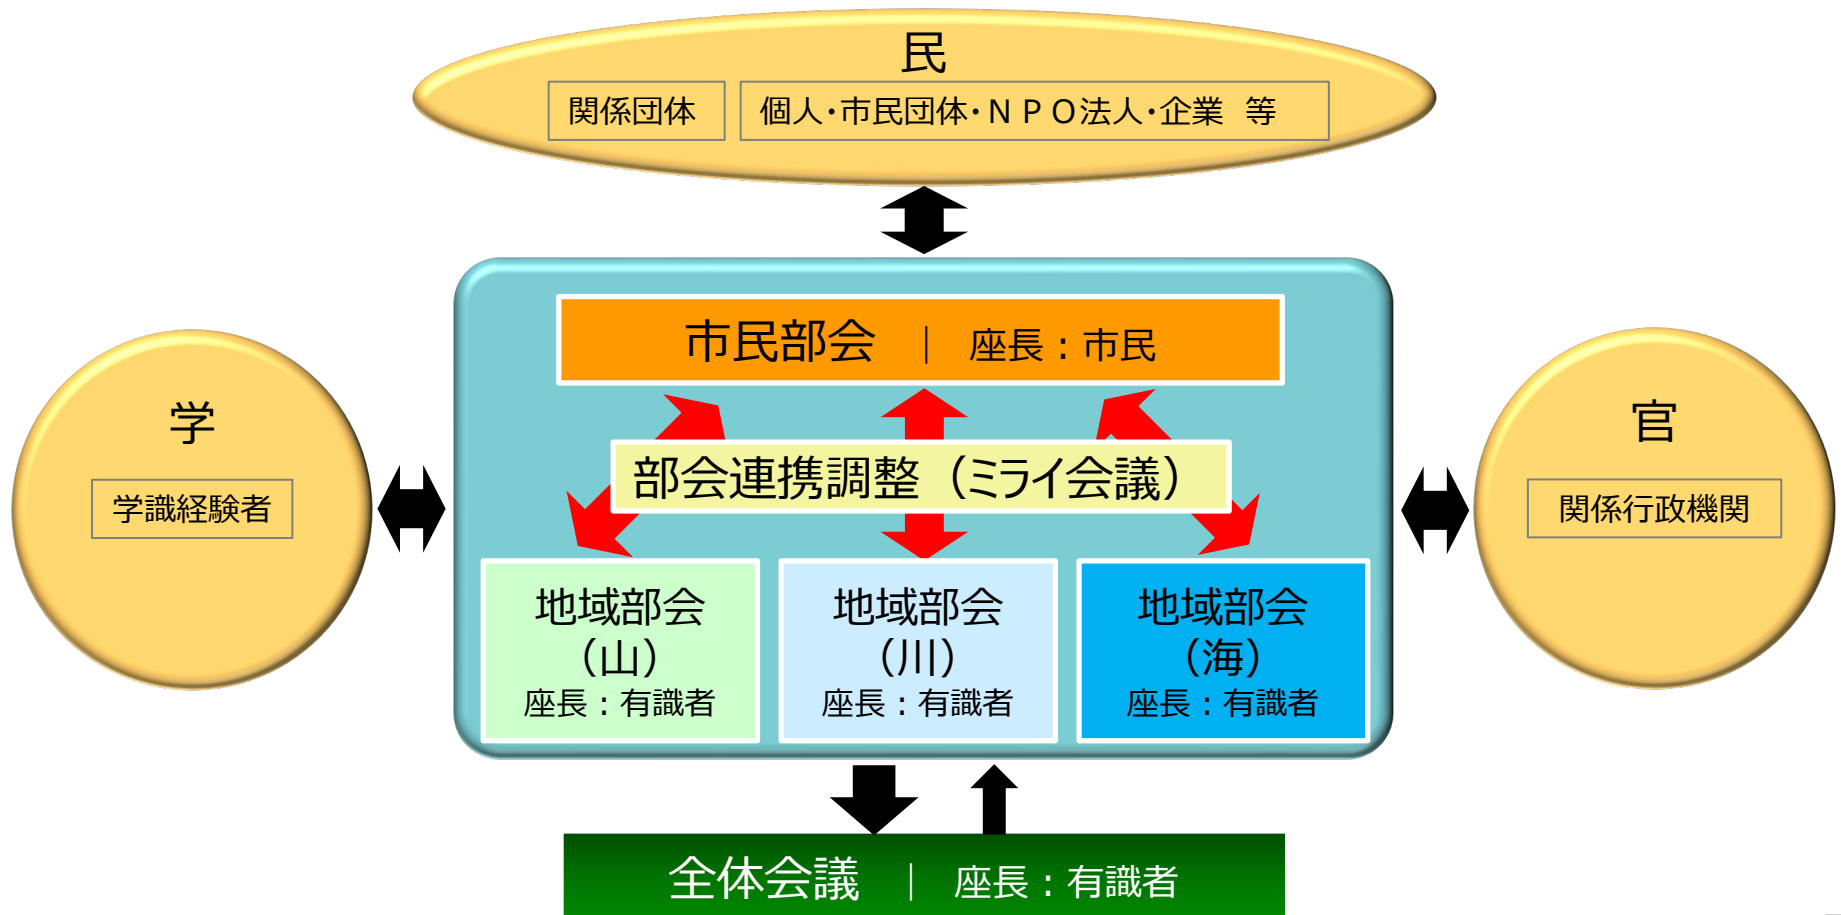 民
関係団体
個人・市民団体・ＮＰＯ法人・企業　等
市民部会　｜　座長：市民
学
学識経験者
官
関係行政機関
部会連携調整（ミライ会議）
地域部会
（山）
座長：有識者
地域部会
（川）
座長：有識者
地域部会
（海）
座長：有識者
全体会議　｜　座長：有識者